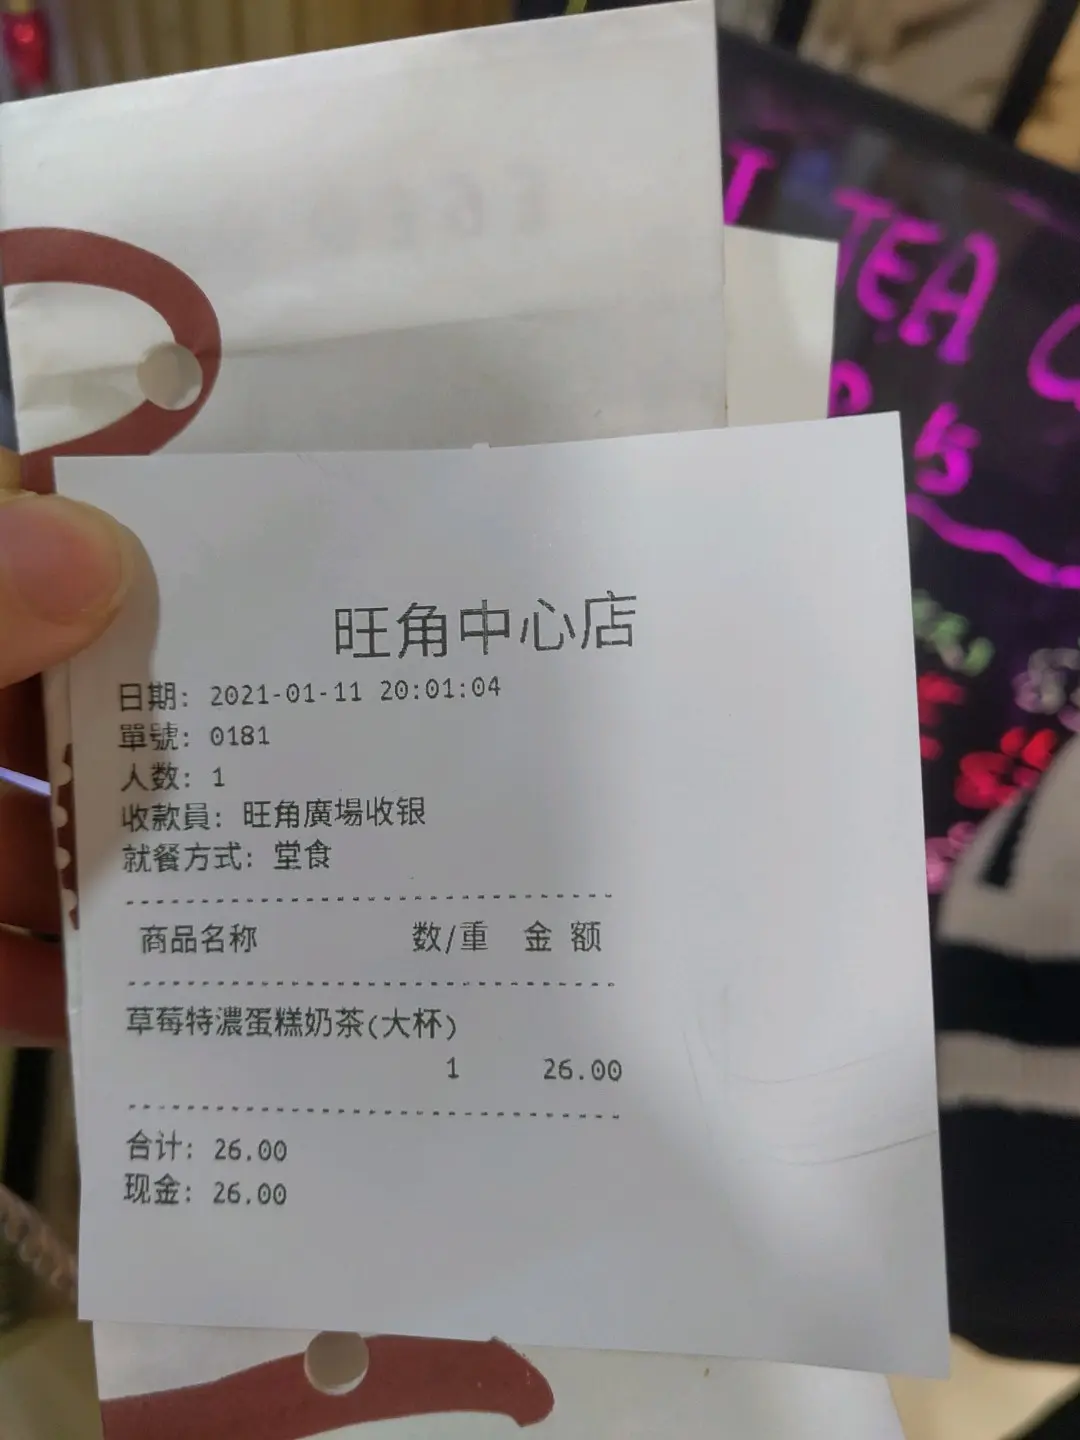 TEA
旺角中心店
日期: 2021-01-11 20:01:04
單號: 0181
人数: 1
收款員: 旺角廣場收银
就餐方式: 堂食
商品名称 数/重 金 额
草莓特濃蛋糕奶茶(大杯)
1 26.00
合计: 26.00
现金: 26.00